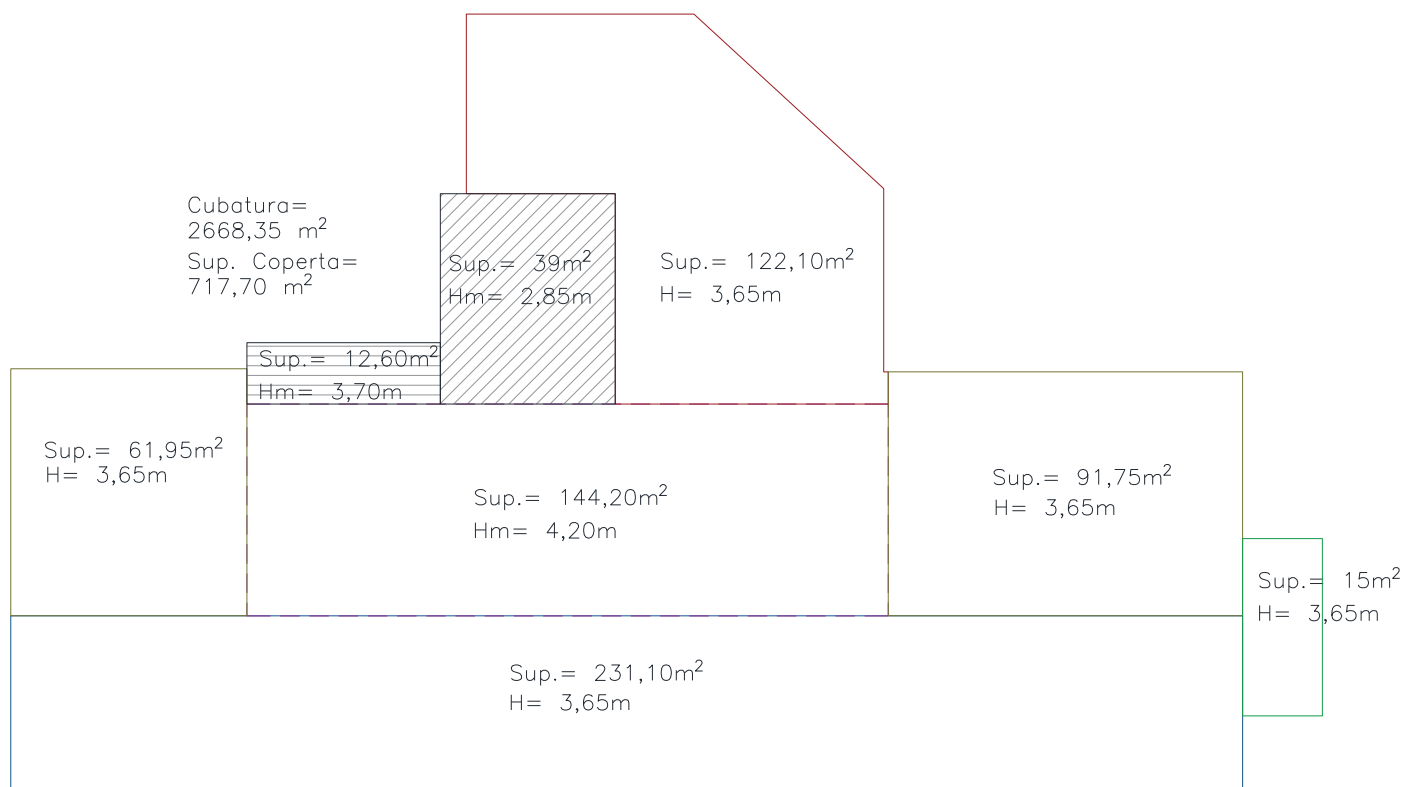 Cubatura=
2668,35 m²
Sup. Coperta=
717,70 m²
Sup.= 39m²
Hm= 2,85m
Sup.= 122,10m²
H= 3,65m
Sup.= 12,60m²
Hm= 3,70m
Sup.= 61,95m²
H= 3,65m
Sup.= 144,20m²
Hm= 4,20m
Sup.= 91,75m²
H= 3,65m
Sup.= 15m²
H= 3,65m
Sup.= 231,10m²
H= 3,65m